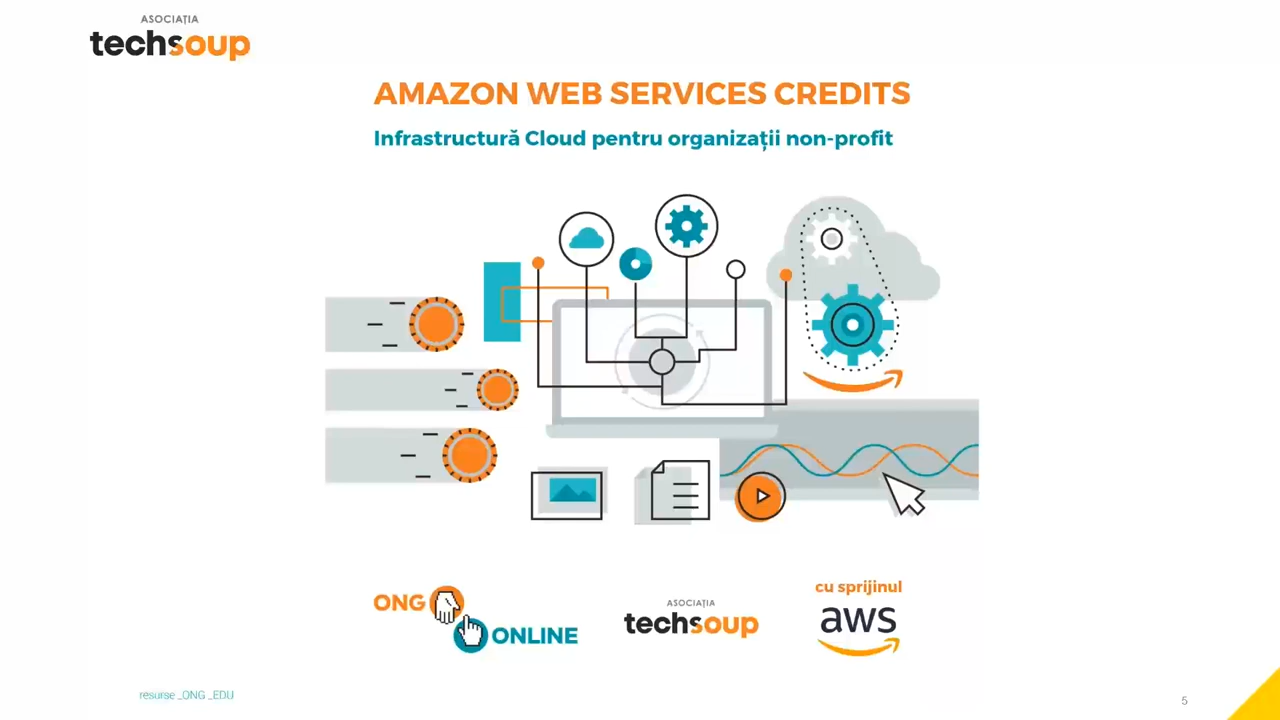 ASOCIAȚIA
techsoup
AMAZON WEB SERVICES CREDITS
Infrastructură Cloud pentru organizații non-profit
ONG
ONLINE
ASOCIAȚIA
techsoup
cu sprijinul
aws
resurse _ONG _EDU
5